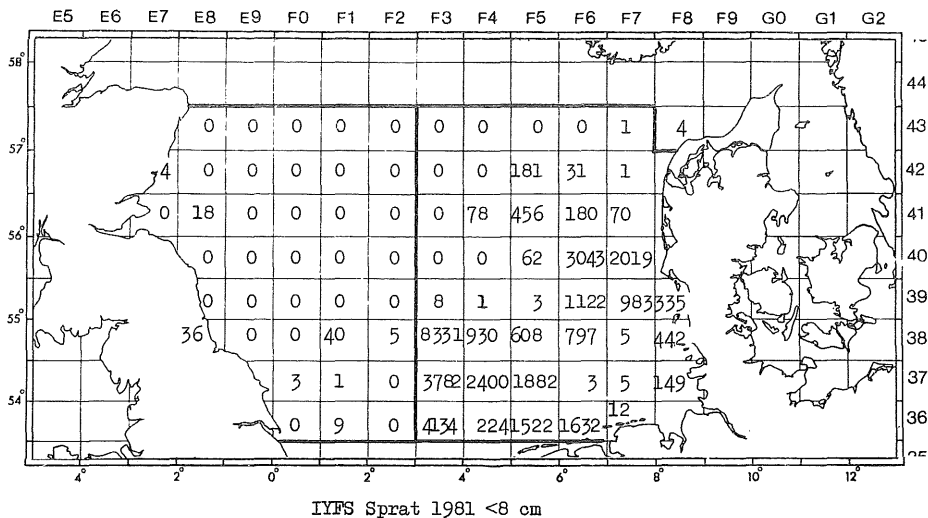 E5 E6 E7 E8 E9 F0 F1 F2 F3 F4 F5 F6 F7 F8 F9 G0 G1 G2
58°
44
0 0 0 0 0 0 0 0 0 1 4 43
57°
4 0 0 0 0 0 0 0 181 31 1 42
0 18 0 0 0 0 0 78 456 180 70 41
56°
0 0 0 0 0 0 0 62 3043 2019 40
0 0 0 0 0 8 1 3 1122 983 335 39
55°
36 0 0 40 5 8331 930 608 797 5 442 38
3 1 0 3782 2400 1882 3 5 149 37
54°
0 9 0 4134 224 1522 1632 12 36
4° 2° 0° 2° 4° 6° 8° 10° 12°
IYFS Sprat 1981 <8 cm